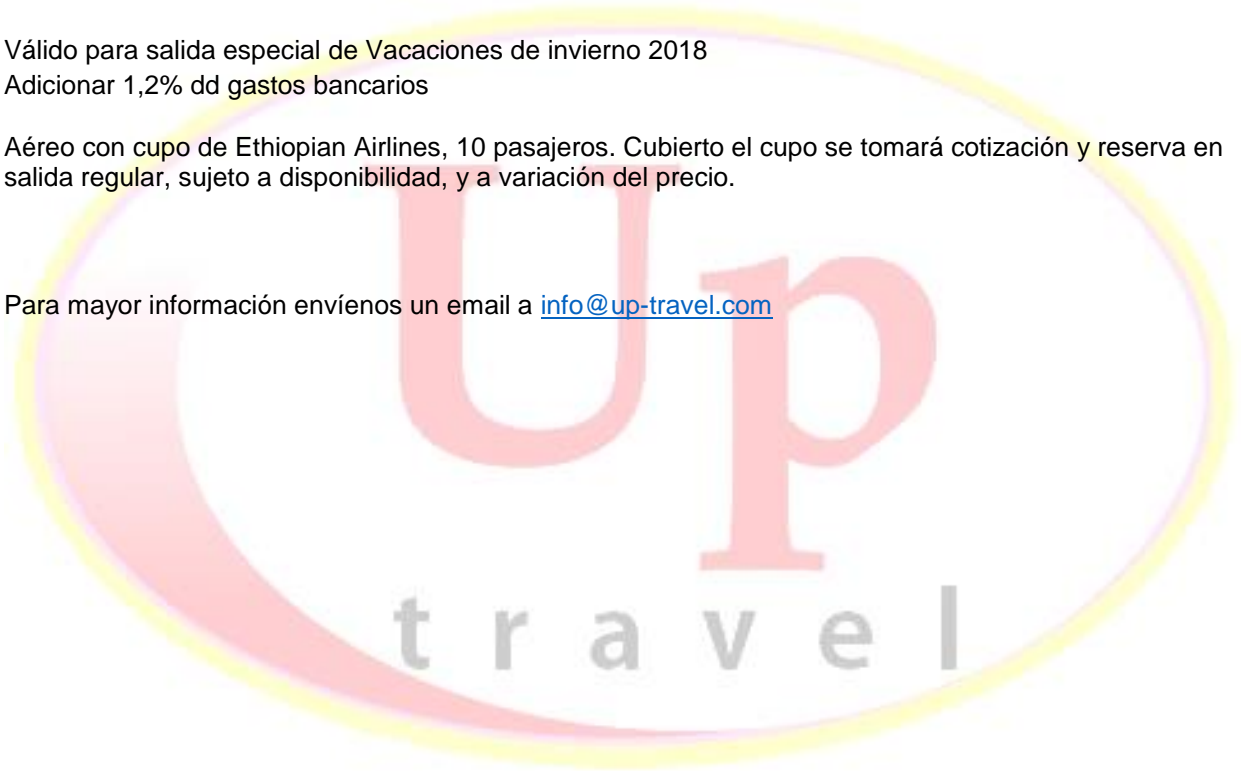 Válido para salida especial de Vacaciones de invierno 2018
Adicionar 1,2% dd gastos bancarios
Aéreo con cupo de Ethiopian Airlines, 10 pasajeros. Cubierto el cupo se tomará cotización y reserva en
salida regular, sujeto a disponibilidad, y a variación del precio.
Para mayor información envíenos un email a info@up-travel.com
Up
travel